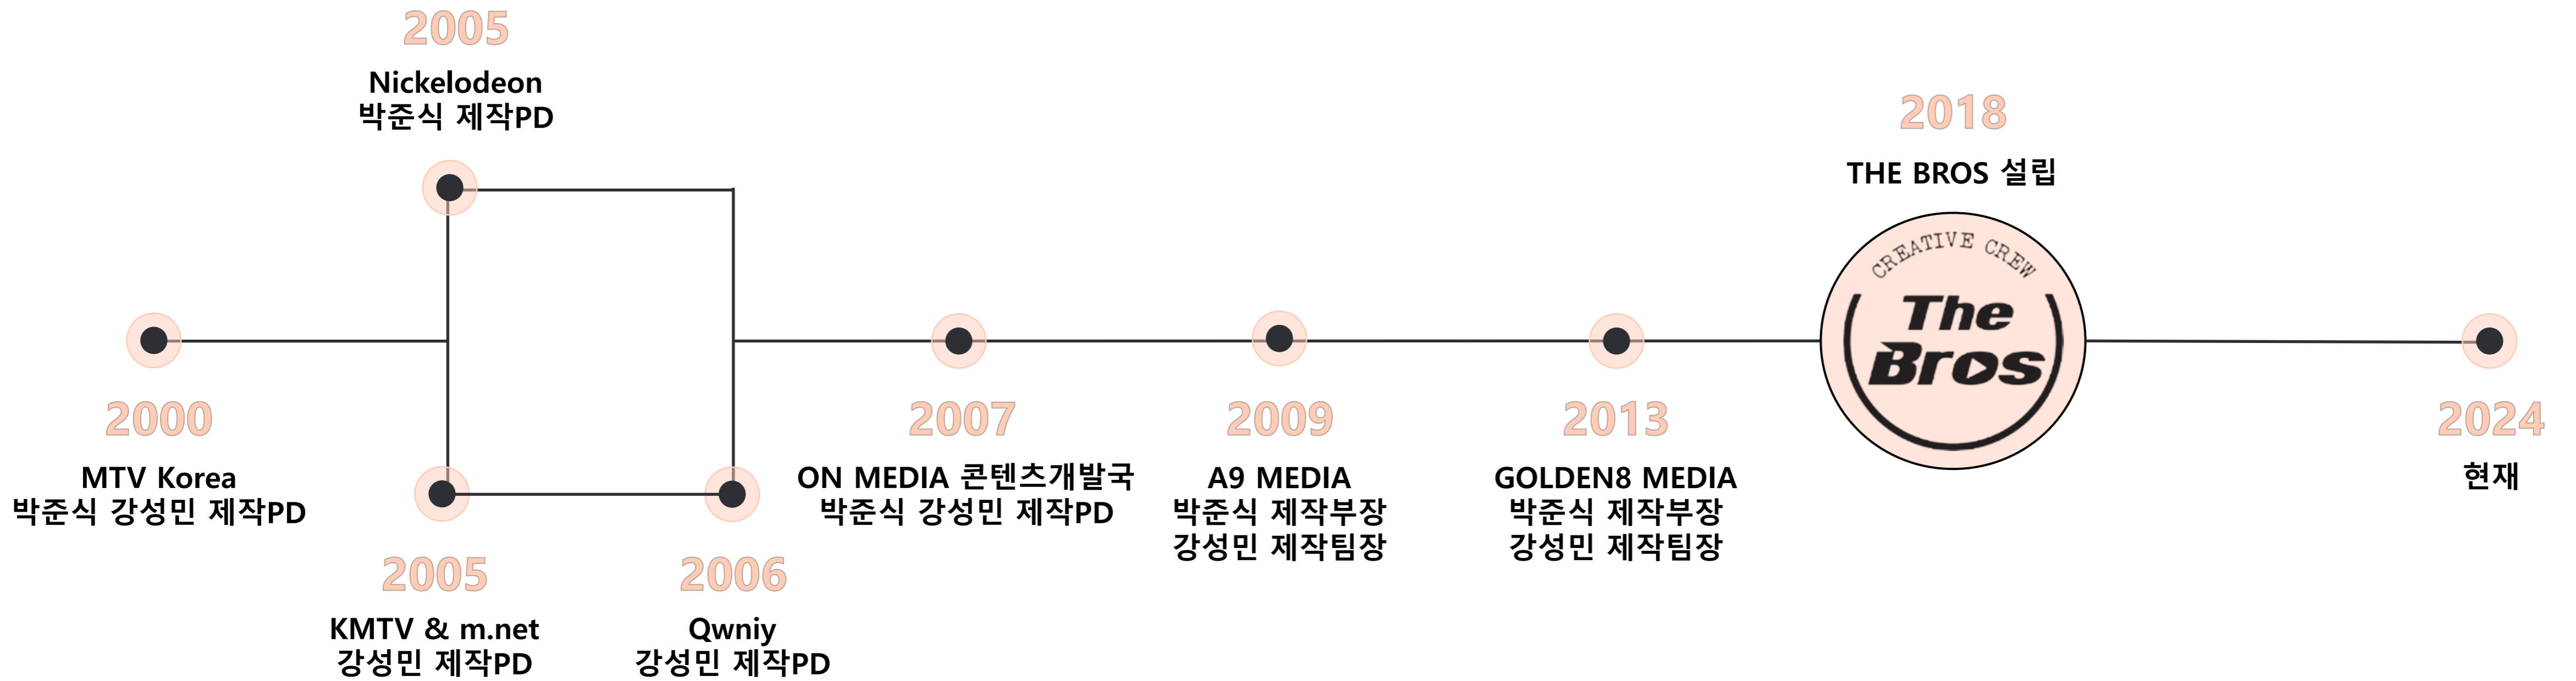 2005
Nickelodeon
박준식 제작PD
2018
THE BROS 설립
CREATIVE CREW
The
Bros
2000
MTV Korea
박준식 강성민 제작PD
2005
KMTV & m.net
강성민 제작PD
2006
Qwniy
강성민 제작PD
2007
ON MEDIA 콘텐츠개발국
박준식 강성민 제작PD
2009
A9 MEDIA
박준식 제작부장
강성민 제작팀장
2013
GOLDEN8 MEDIA
박준식 제작부장
강성민 제작팀장
2024
현재